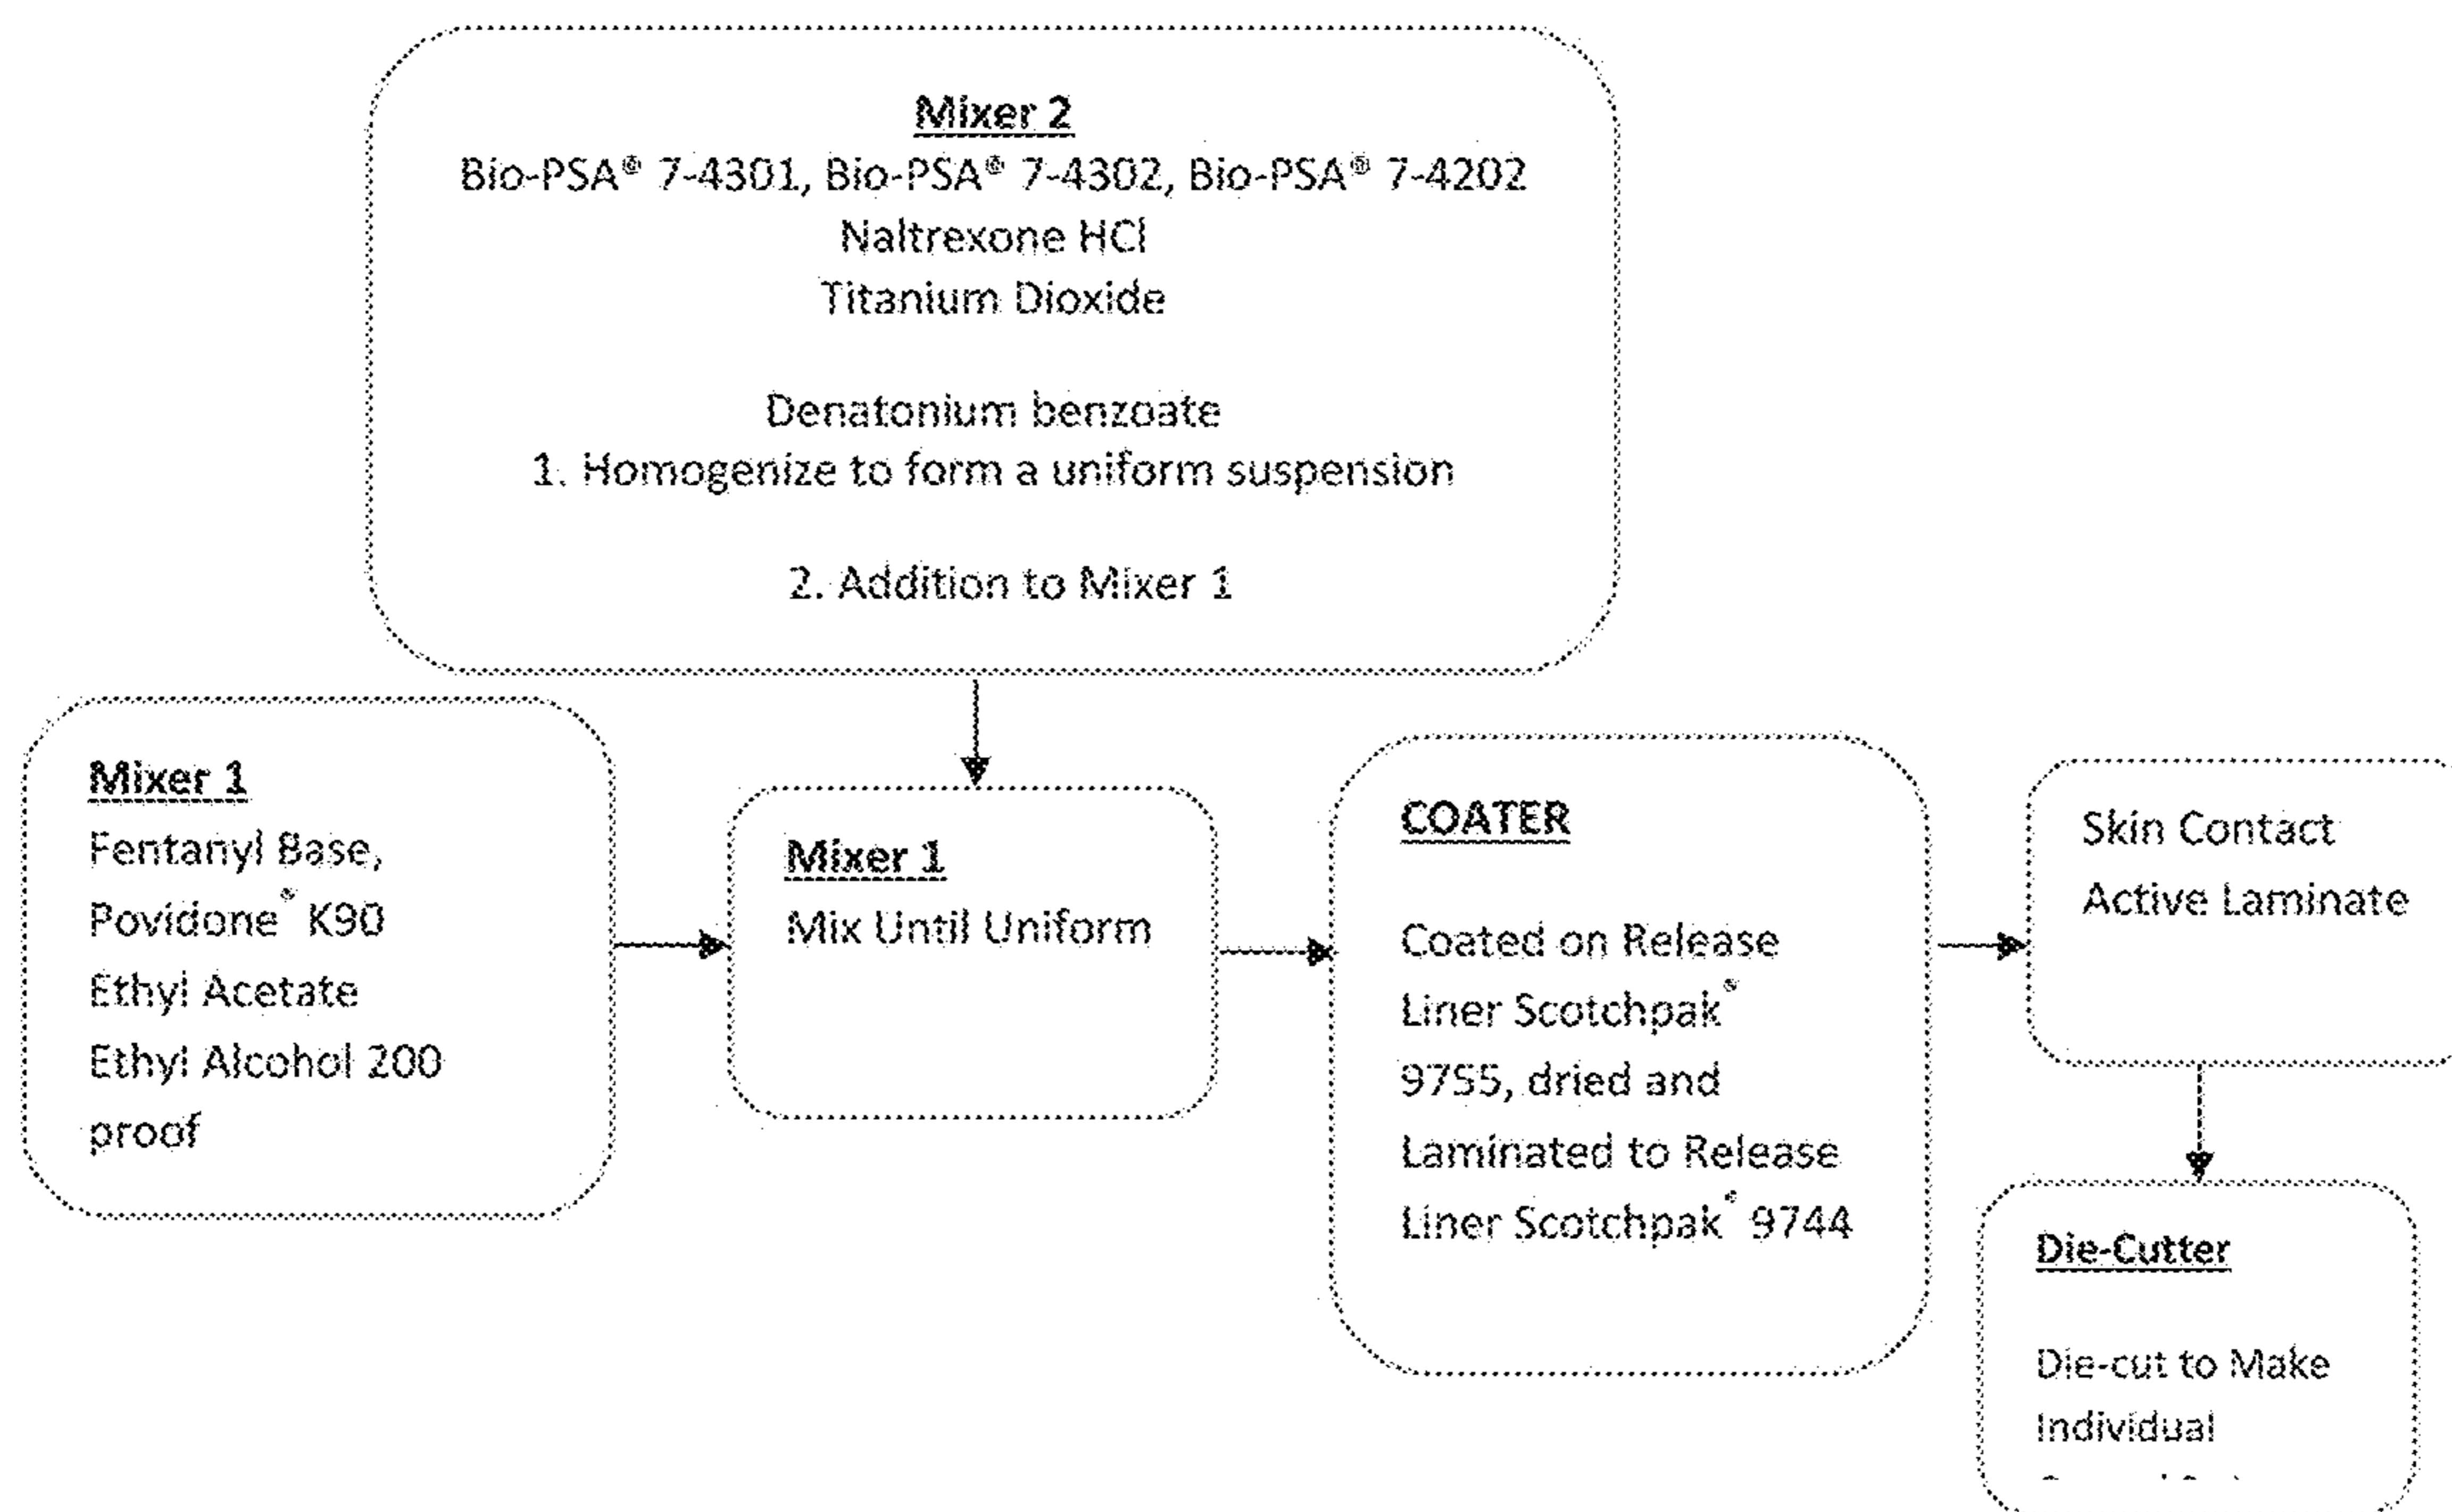 Mixer 2
Bio-PSA® 7-4301, Bio-PSA® 7-4302, Bio-PSA® 7-4202
Naltrexone HCl
Titanium Dioxide
Denatonium benzoate
1. Homogenize to form a uniform suspension
2. Addition to Mixer 1
Mixer 1
Fentanyl Base,
Povidone® K90
Ethyl Acetate
Ethyl Alcohol 200
proof
Mixer 1
Mix Until Uniform
COATER
Coated on Release
Liner Scotchpak®
9755, dried and
Laminated to Release
Liner Scotchpak® 9744
Skin Contact
Active Laminate
Die-Cutter
Die-cut to Make
Individual